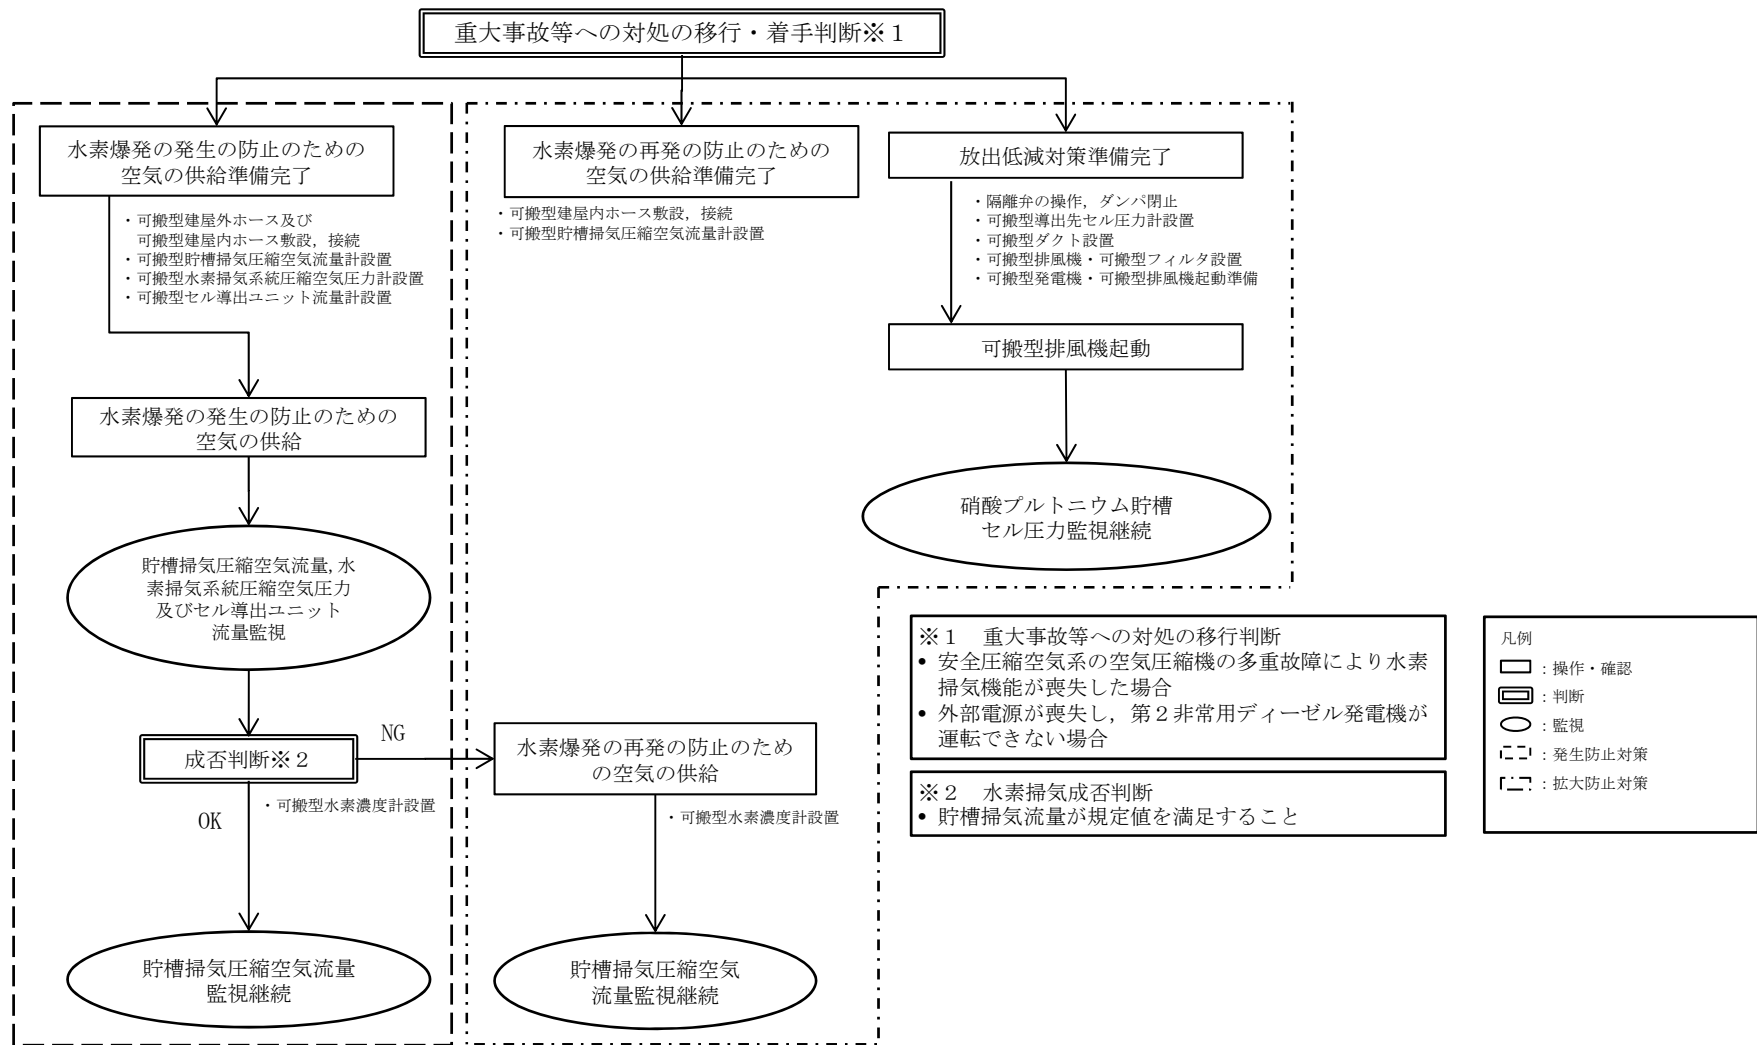 重大事故等への対処の移行・着手判断※１
水素爆発の発生の防止のための
空気の供給準備完了
・可搬型建屋外ホース及び
可搬型建屋内ホース敷設，接続
・可搬型貯槽掃気圧縮空気流量計設置
・可搬型水素掃気系統圧縮空気圧力計設置
・可搬型セル導出ユニット流量計設置
水素爆発の発生の防止のための
空気の供給
貯槽掃気圧縮空気流量,水
素掃気系統圧縮空気圧力
及びセル導出ユニット
流量監視
成否判断※２
NG
OK
・可搬型水素濃度計設置
貯槽掃気圧縮空気流量
監視継続
水素爆発の再発の防止のための
空気の供給準備完了
・可搬型建屋内ホース敷設，接続
・可搬型貯槽掃気圧縮空気流量計設置
水素爆発の再発の防止のため
の空気の供給
・可搬型水素濃度計設置
貯槽掃気圧縮空気
流量監視継続
放出低減対策準備完了
・隔離弁の操作，ダンパ閉止
・可搬型導出先セル圧力計設置
・可搬型ダクト設置
・可搬型排風機・可搬型フィルタ設置
・可搬型発電機・可搬型排風機起動準備
可搬型排風機起動
硝酸プルトニウム貯槽
セル圧力監視継続
※１　重大事故等への対処の移行判断
• 安全圧縮空気系の空気圧縮機の多重故障により水素
掃気機能が喪失した場合
• 外部電源が喪失し，第２非常用ディーゼル発電機が
運転できない場合
※２　水素掃気成否判断
• 貯槽掃気流量が規定値を満足すること
凡例
：操作・確認
：判断
：監視
：発生防止対策
：拡大防止対策